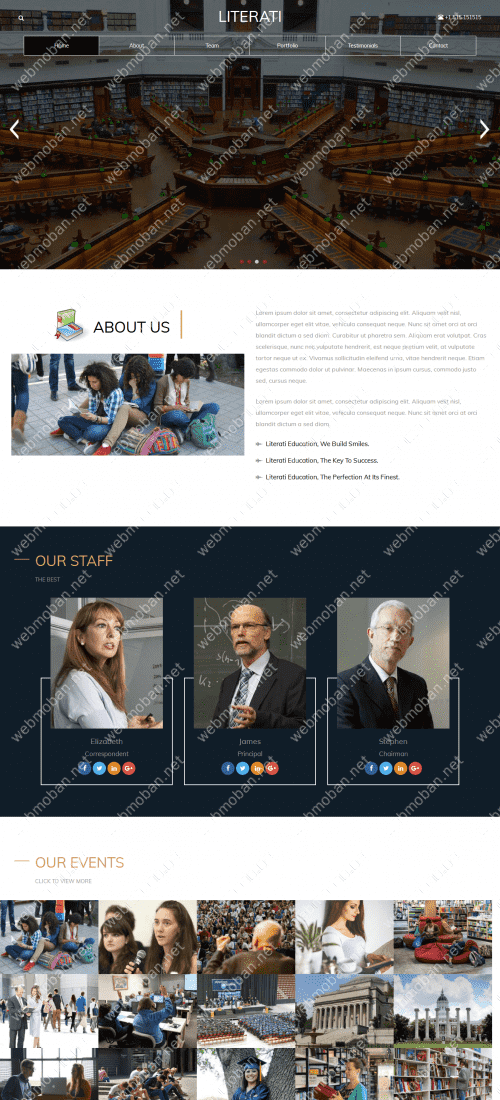 LITERATI
+1 515 151515
Home
About
Team
Portfolio
Testimonials
Contact
ABOUT US
Lorem ipsum dolor sit amet, consectetur adipiscing elit. Aliquam velit nisl,
ullamcorper eget elit vitae, vehicula consequat neque. Nunc sit amet orci at orci
blandit dictum a sed diam. Curabitur at pharetra sem. Aliquam erat volutpat. Cras
scelerisque, nunc nec vulputate hendrerit, est neque pretium velit, at vulputate
tortor neque at ex. Vivamus sollicitudin eleifend urna, vitae hendrerit neque. Etiam
egestas commodo dolor at pulvinar. Maecenas in ipsum cursus, commodo justo
sed, cursus neque.
Lorem ipsum dolor sit amet, consectetur adipiscing elit. Aliquam velit nisl,
ullamcorper eget elit vitae, vehicula consequat neque. Nunc sit amet orci at orci
blandit dictum a sed diam.
Literati Education, We Build Smiles.
Literati Education, The Key To Success.
Literati Education, The Perfection At Its Finest.
OUR STAFF
THE BEST
Elizabeth
Correspondent
James
Principal
Stephen
Chairman
OUR EVENTS
CLICK TO VIEW MORE
webmoban.net